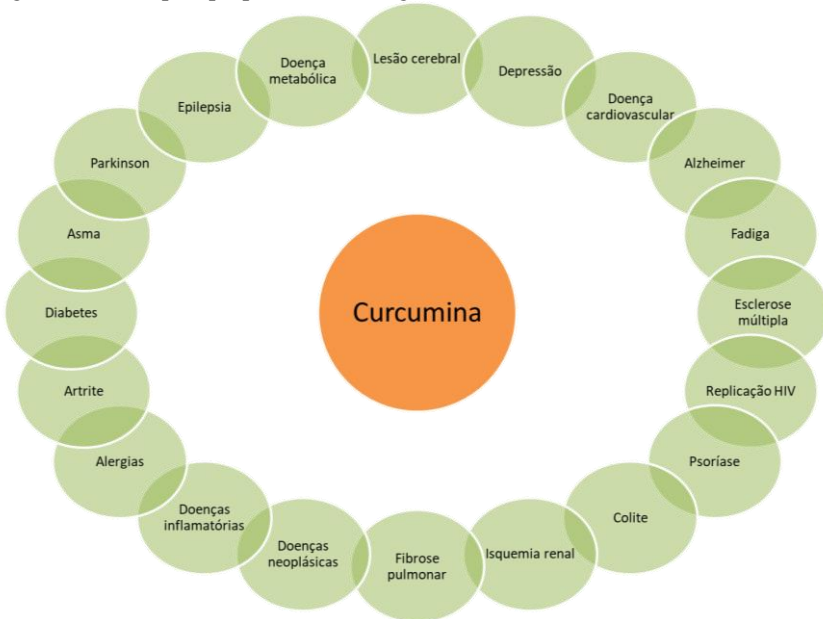 Lesão cerebral
Depressão
Doença
cardiovascular
Alzheimer
Fadiga
Esclerose
múltipla
Replicação HIV
Psoríase
Colite
Isquemia renal
Fibrose
pulmonar
Doenças
neoplásicas
Doenças
inflamatórias
Alergias
Artrite
Diabetes
Asma
Parkinson
Epilepsia
Doença
metabólica
Curcumina